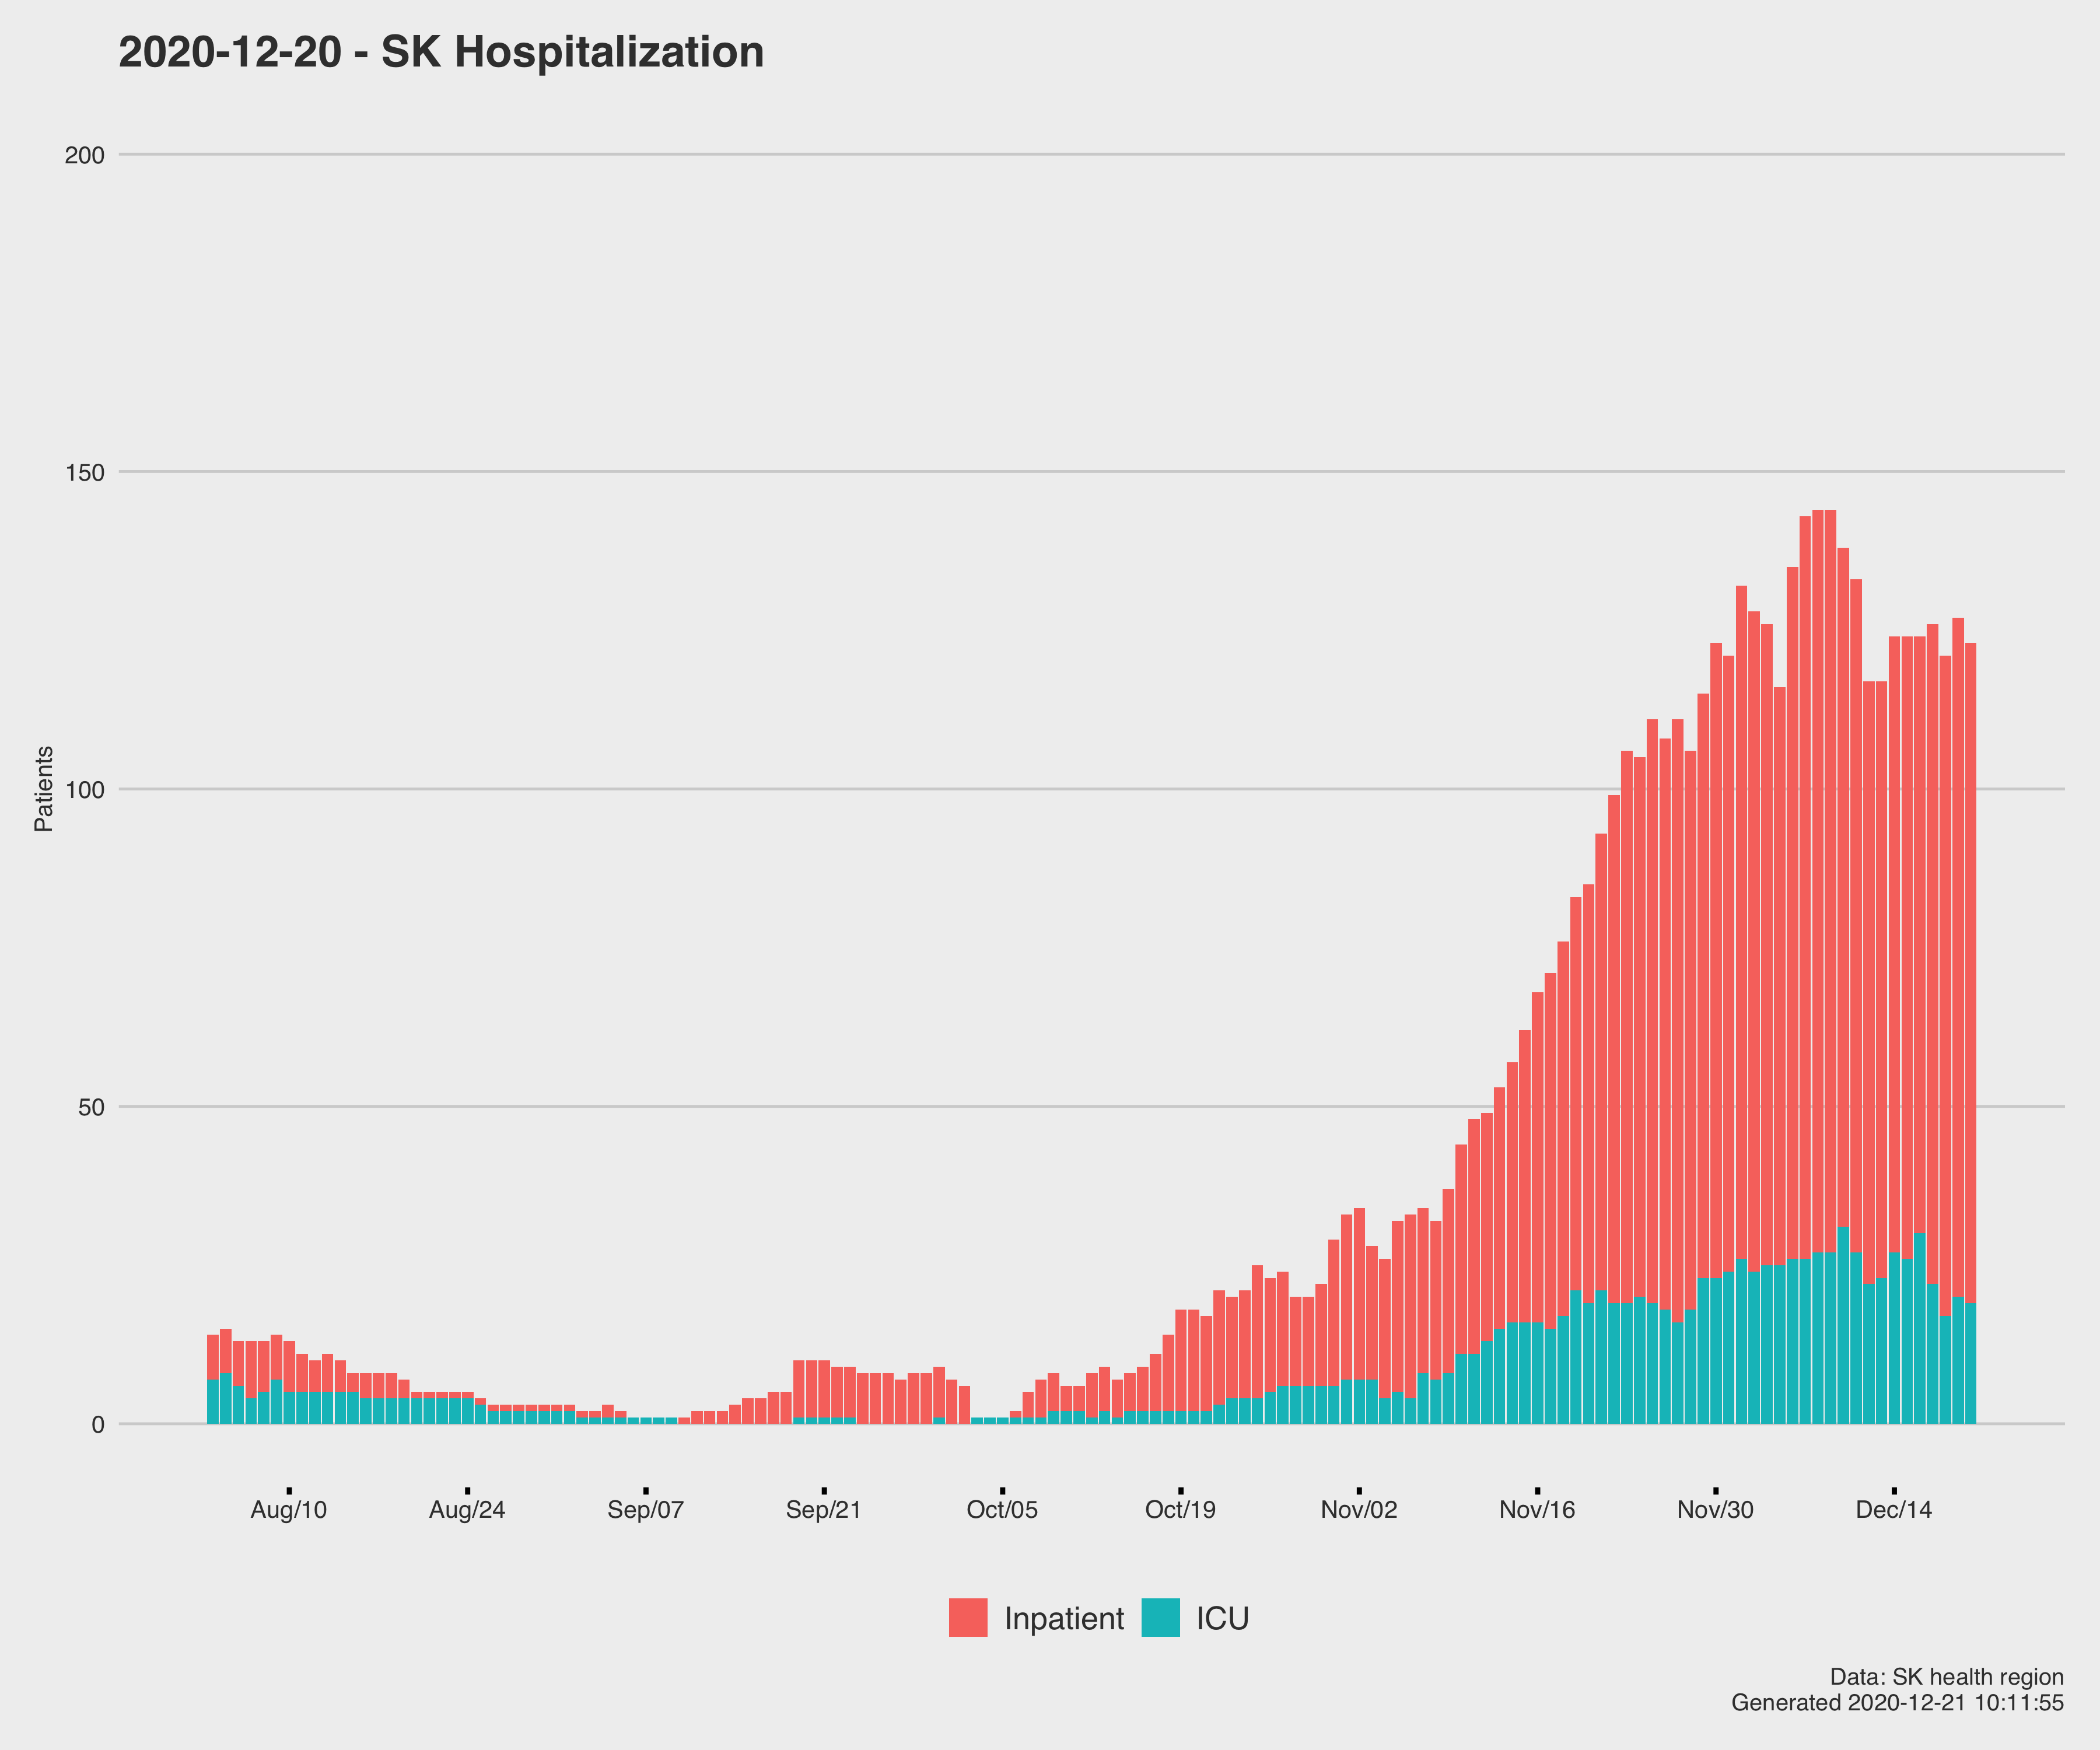 2020-12-20 - SK Hospitalization
200
150
100
50
0
Patients
Aug/10
Aug/24
Sep/07
Sep/21
Oct/05
Oct/19
Nov/02
Nov/16
Nov/30
Dec/14
Inpatient
ICU
Data: SK health region
Generated 2020-12-21 10:11:55